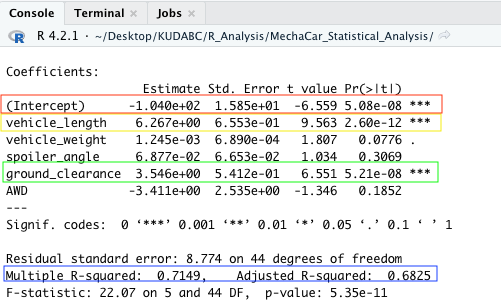 Console Terminal × Jobs ×
R 4.2.1 · ~/Desktop/KUDABC/R_Analysis/MechaCar_Statistical_Analysis/
Coefficients:
Estimate Std. Error t value Pr(>|t|)
(Intercept) -1.040e+02 1.585e+01 -6.559 5.08e-08 ***
vehicle_length 6.267e+00 6.553e-01 9.563 2.60e-12 ***
vehicle_weight 1.245e-03 6.890e-04 1.807 0.0776 .
spoiler_angle 6.877e-02 6.653e-02 1.034 0.3069
ground_clearance 3.546e+00 5.412e-01 6.551 5.21e-08 ***
AWD -3.411e+00 2.535e+00 -1.346 0.1852
---
Signif. codes: 0 ‘***’ 0.001 ‘**’ 0.01 ‘*’ 0.05 ‘.’ 0.1 ‘ ’ 1
Residual standard error: 8.774 on 44 degrees of freedom
Multiple R-squared: 0.7149, Adjusted R-squared: 0.6825
F-statistic: 22.07 on 5 and 44 DF, p-value: 5.35e-11